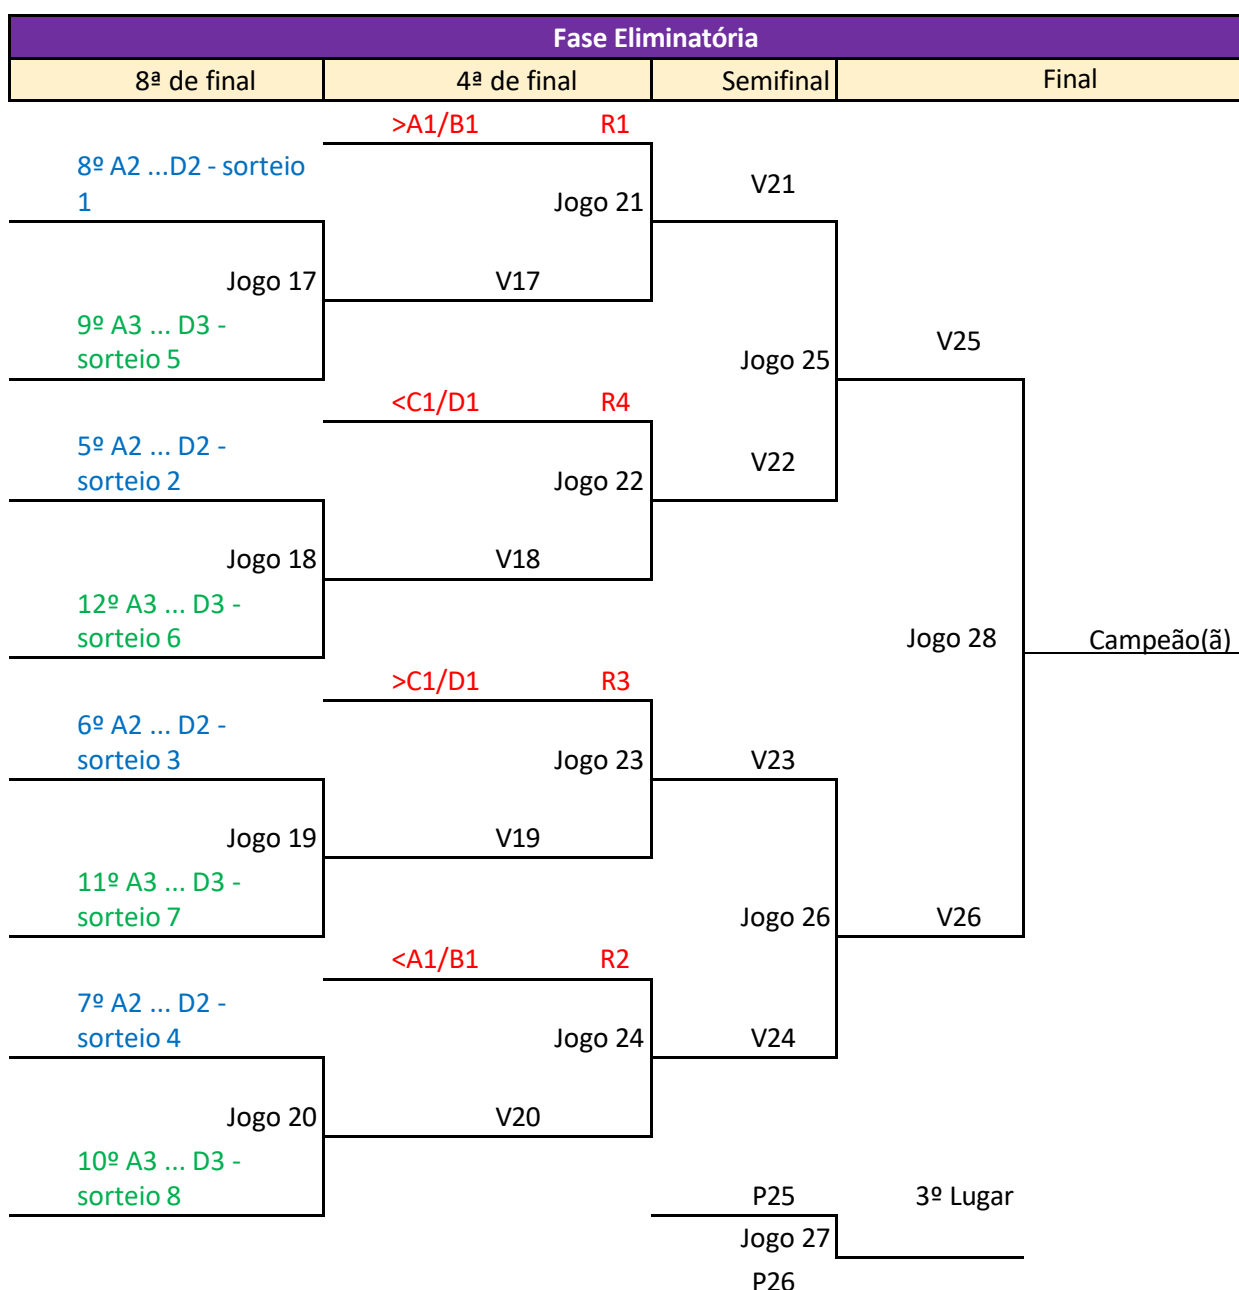 Fase Eliminatória
8ª de final 4ª de final Semifinal Final
>A1/B1 R1
8º A2 ...D2 - sorteio
1
V21
Jogo 21
Jogo 17
V17
9º A3 ... D3 -
sorteio 5
V25
Jogo 25
<C1/D1 R4
5º A2 ... D2 -
sorteio 2
V22
Jogo 22
Jogo 18
V18
12º A3 ... D3 -
sorteio 6
Jogo 28
Campeão(ã)
>C1/D1 R3
6º A2 ... D2 -
sorteio 3
Jogo 23
V23
Jogo 19
V19
11º A3 ... D3 -
sorteio 7
Jogo 26
V26
<A1/B1 R2
7º A2 ... D2 -
sorteio 4
Jogo 24
V24
Jogo 20
V20
10º A3 ... D3 -
sorteio 8
P25
3º Lugar
Jogo 27
P26